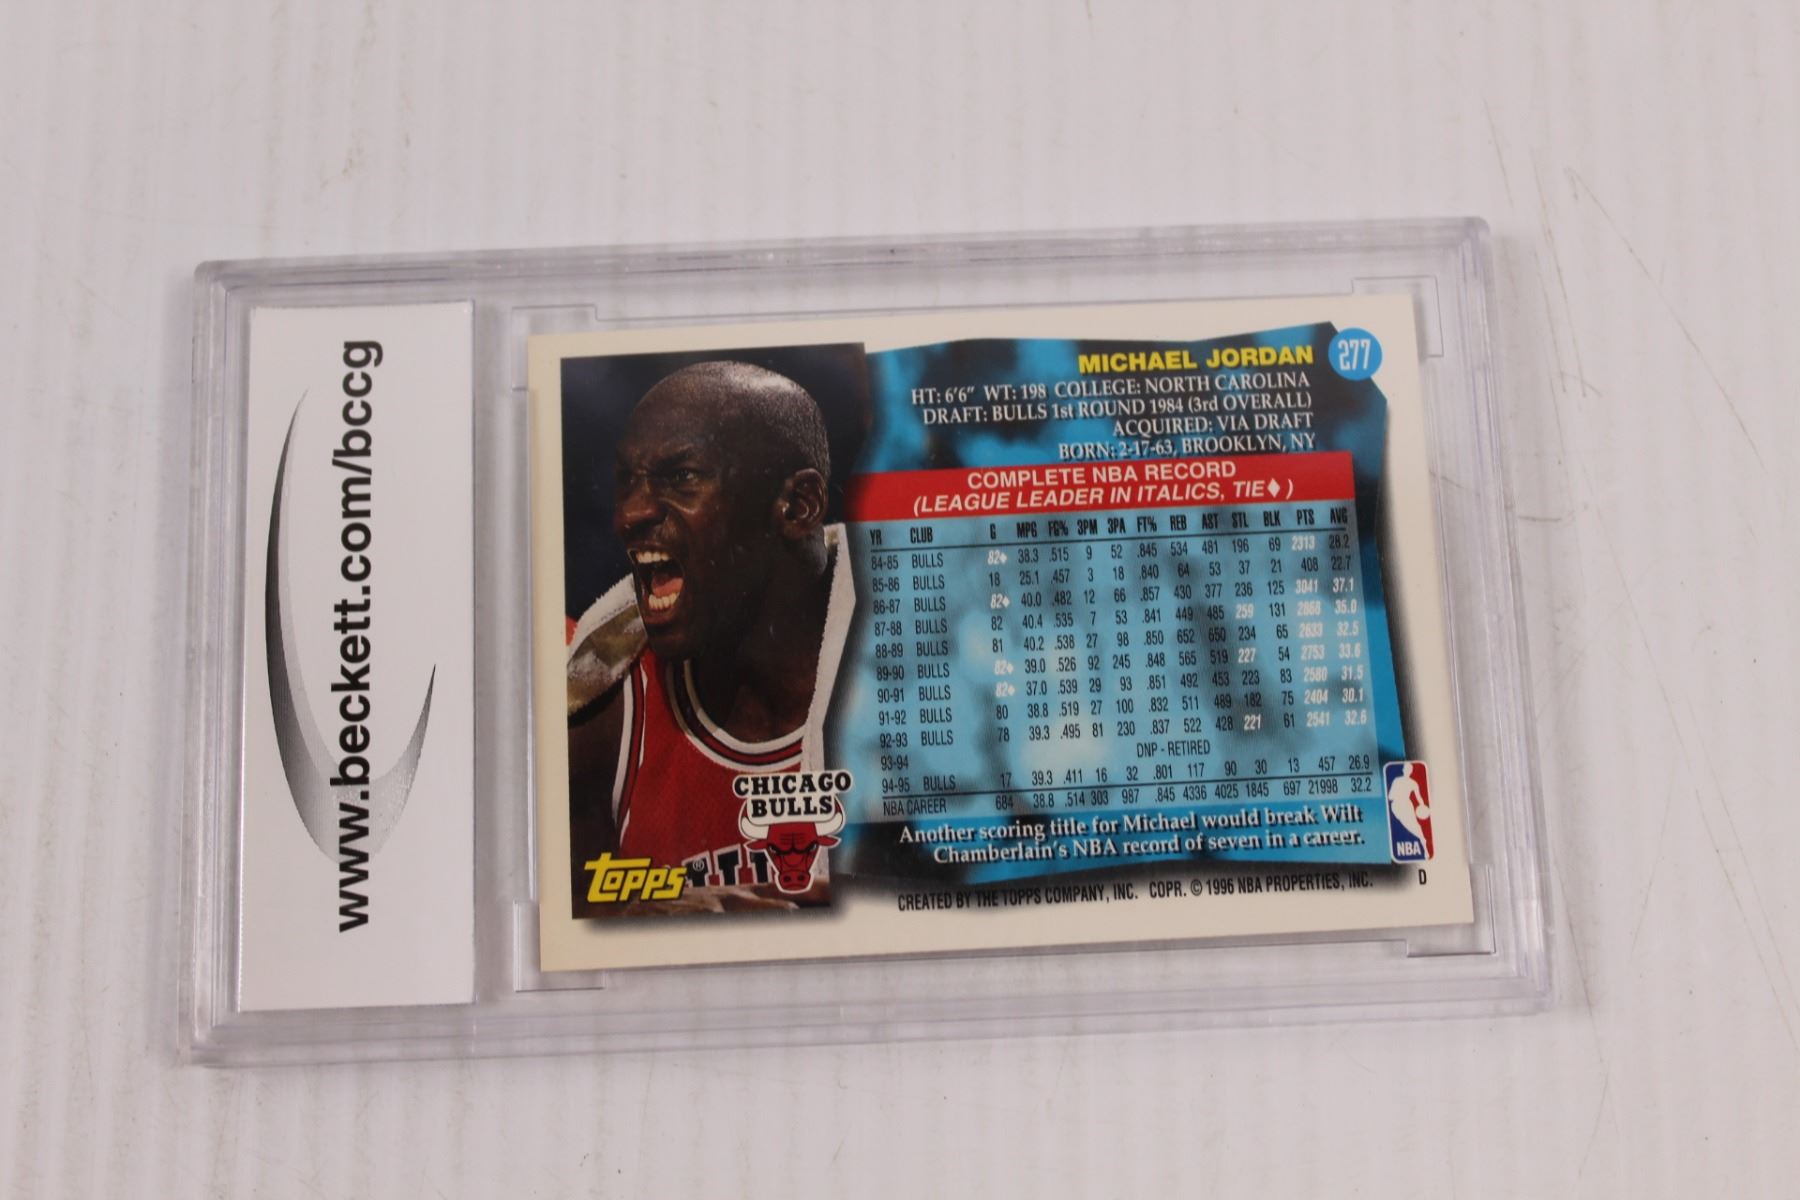 www.beckett.com/bccg
277
MICHAEL JORDAN
HT: 6'6" WT: 198 COLLEGE: NORTH CAROLINA
DRAFT: BULLS 1st ROUND 1984 (3rd OVERALL)
ACQUIRED: VIA DRAFT
BORN: 2-17-63, BROOKLYN, NY
COMPLETE NBA RECORD
(LEAGUE LEADER IN ITALICS, TIE♦)
YR CLUB G MPG FG% 3PM 3PA FT% REB AST STL BLK PTS AVG
84-85 BULLS 82♦ 38.3 .515 9 52 .845 534 481 196 69 2313 28.2
85-86 BULLS 18 25.1 .457 3 18 .840 64 53 37 21 408 22.7
86-87 BULLS 82♦ 40.0 .482 12 66 .857 430 377 236 125 3041 37.1
87-88 BULLS 82 40.4 .535 7 53 .841 449 485 259 131 2868 35.0
88-89 BULLS 81 40.2 .538 27 98 .850 652 650 234 65 2633 32.5
89-90 BULLS 82♦ 39.0 .526 92 245 .848 565 519 227 54 2753 33.6
90-91 BULLS 82♦ 37.0 .539 29 93 .851 492 453 223 83 2580 31.5
91-92 BULLS 80 38.8 .519 27 100 .832 511 489 182 75 2404 30.1
92-93 BULLS 78 39.3 .495 81 230 .837 522 428 221 61 2541 32.6
93-94 DNP - RETIRED
94-95 BULLS 17 39.3 .411 16 32 .801 117 90 30 13 457 26.9
NBA CAREER 684 38.8 .514 303 987 .845 4336 4025 1845 697 21998 32.2
Another scoring title for Michael would break Wilt
Chamberlain's NBA record of seven in a career.
CHICAGO
BULLS
TOPPS®
NBA
CREATED BY THE TOPPS COMPANY, INC. COPR. © 1996 NBA PROPERTIES, INC. D